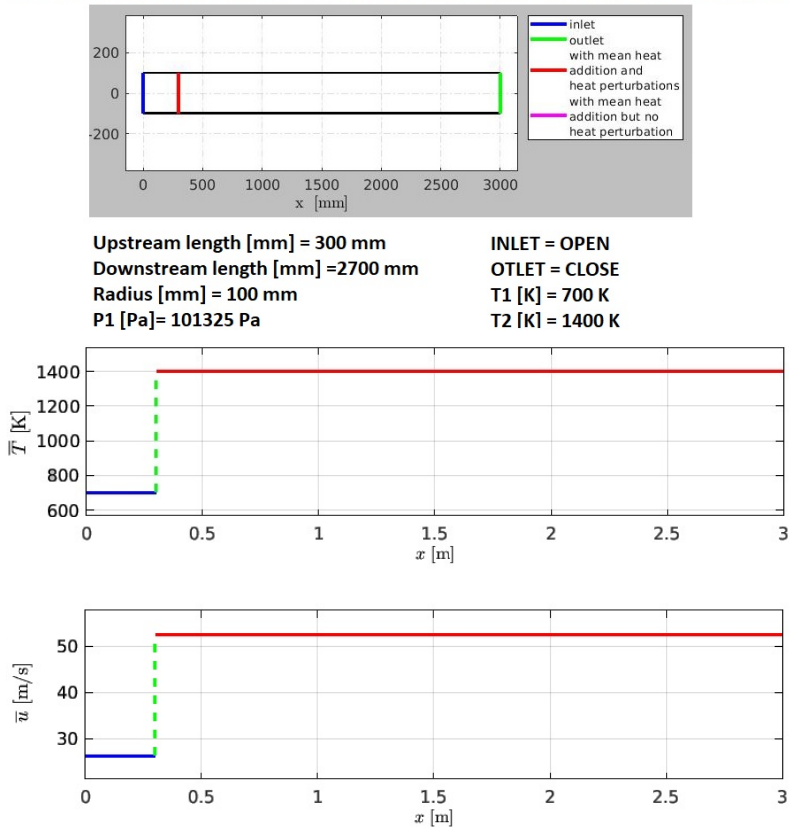 200
0
-200
0 500 1000 1500 2000 2500 3000
x [mm]
inlet
outlet
with mean heat
addition and
heat perturbations
with mean heat
addition but no
heat perturbation
Upstream length [mm] = 300 mm
Downstream length [mm] =2700 mm
Radius [mm] = 100 mm
P1 [Pa]= 101325 Pa
INLET = OPEN
OTLET = CLOSE
T1 [K] = 700 K
T2 [K] = 1400 K
1400
1200
1000
800
600
T̅ [K]
0 0.5 1 1.5 2 2.5 3
x [m]
50
40
30
u̅ [m/s]
0 0.5 1 1.5 2 2.5 3
x [m]